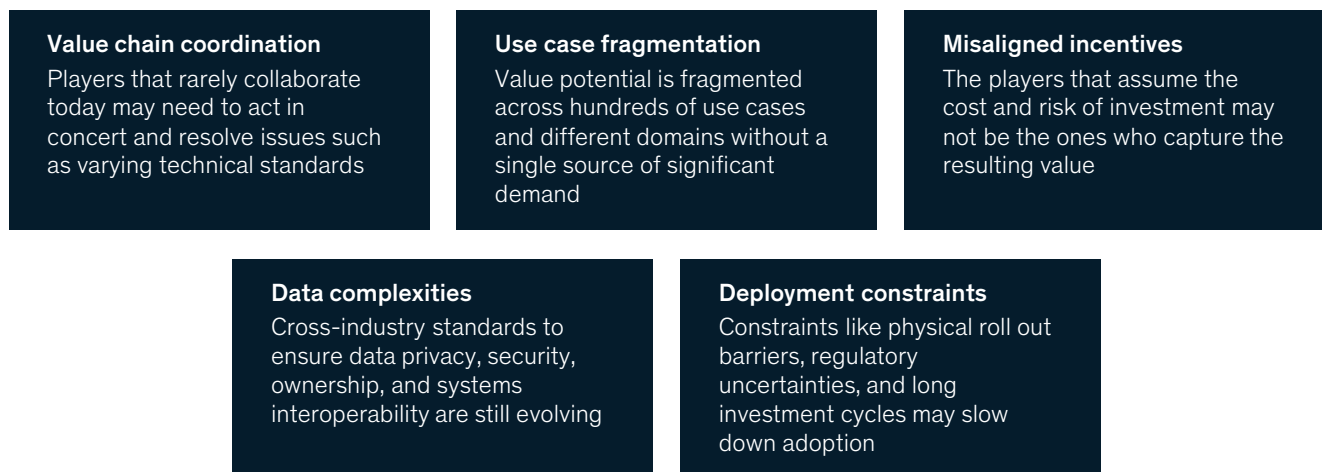 Value chain coordination
Players that rarely collaborate
today may need to act in
concert and resolve issues such
as varying technical standards
Use case fragmentation
Value potential is fragmented
across hundreds of use cases
and different domains without a
single source of significant
demand
Misaligned incentives
The players that assume the
cost and risk of investment may
not be the ones who capture the
resulting value
Data complexities
Cross-industry standards to
ensure data privacy, security,
ownership, and systems
interoperability are still evolving
Deployment constraints
Constraints like physical roll out
barriers, regulatory
uncertainties, and long
investment cycles may slow
down adoption